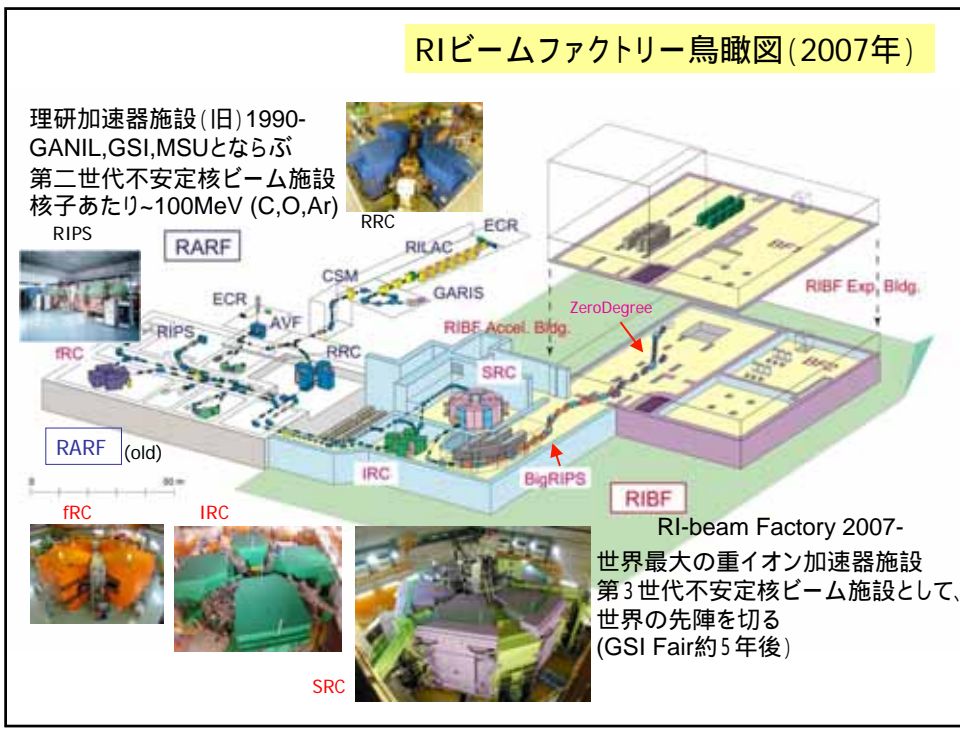 RIビームファクトリー鳥瞰図(2007年)
理研加速器施設(旧)1990-
GANIL,GSI,MSUとならぶ
第二世代不安定核ビーム施設
核子あたり~100MeV (C,O,Ar)
RIPS
RRC
RARF
ECR
RILAC
CSM
GARIS
ECR
AVF
RIPS
RRC
fRC
BF1
RIBF Exp. Bldg.
ZeroDegree
RIBF Accel. Bldg.
SRC
BF2
RARF (old)
IRC
BigRIPS
RIBF
0
50 m
fRC
IRC
SRC
RI-beam Factory 2007-
世界最大の重イオン加速器施設
第3世代不安定核ビーム施設として、
世界の先陣を切る
(GSI Fair約5年後)